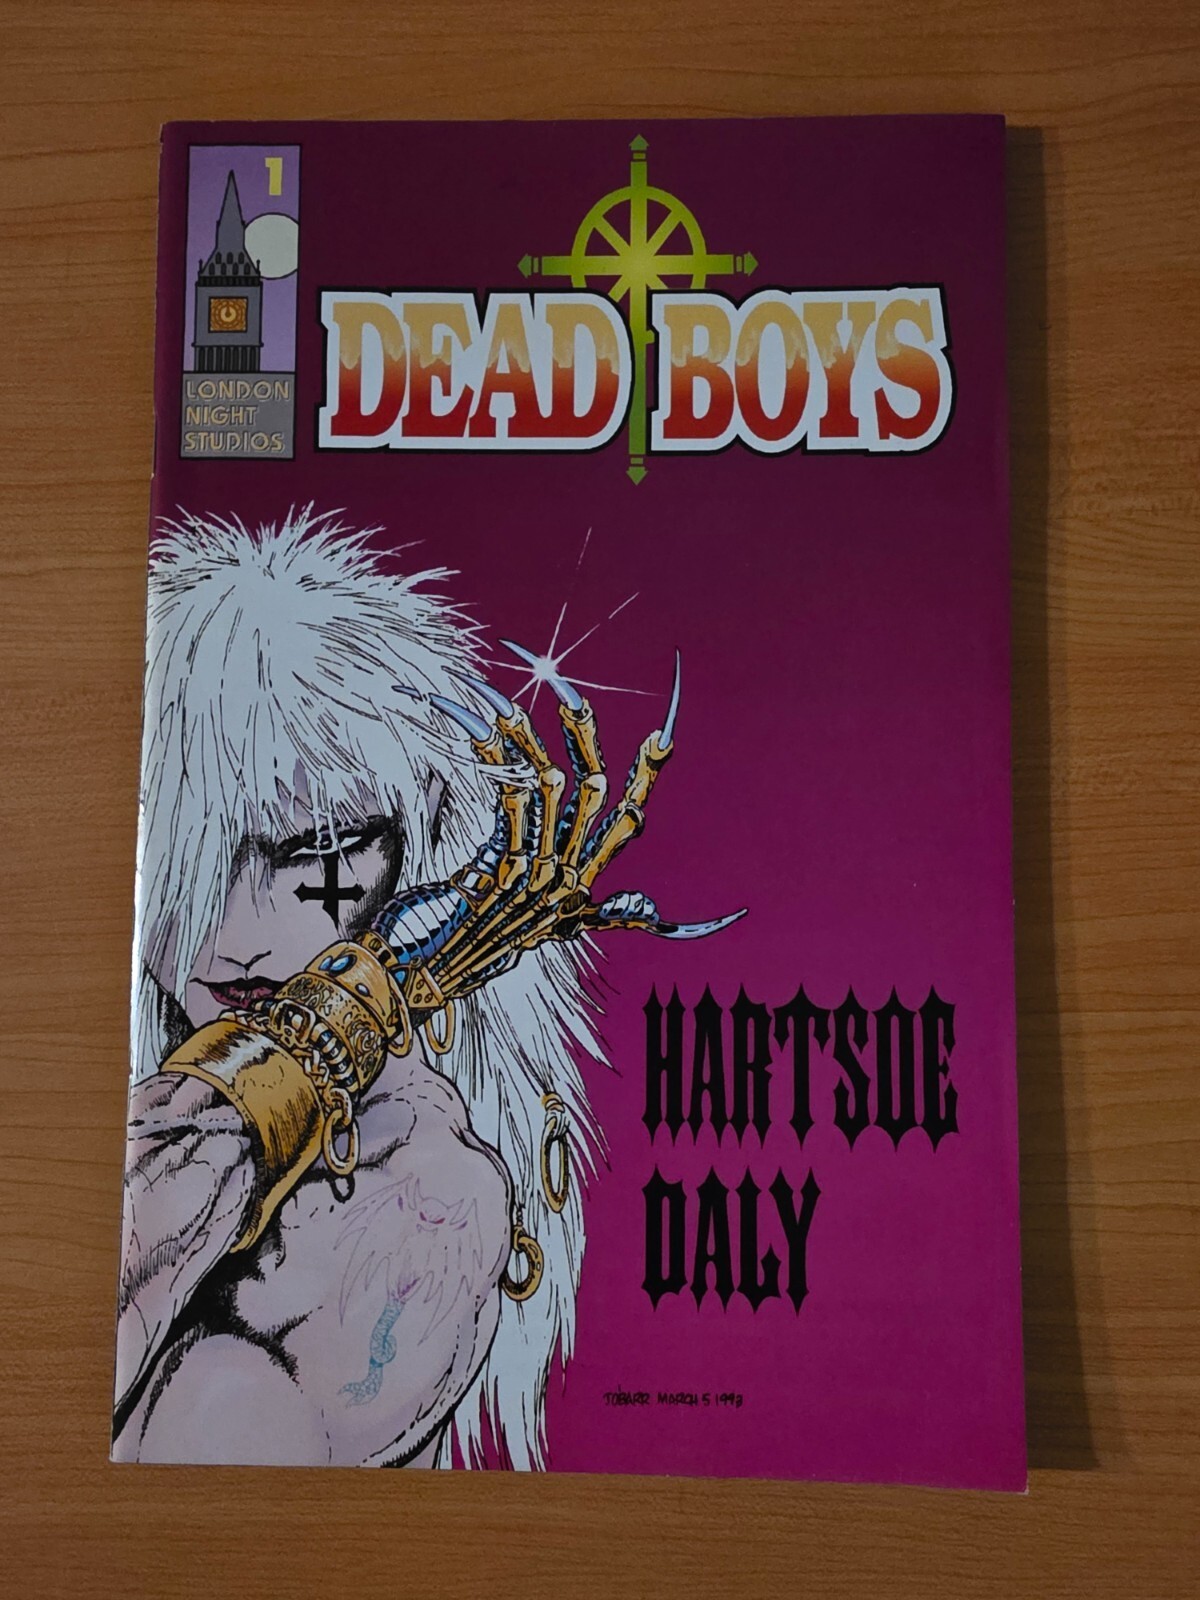 1
LONDON
NIGHT
STUDIOS
DEAD BOYS
HARTSOE
DALY
J O'BARR MARCH 5 1993